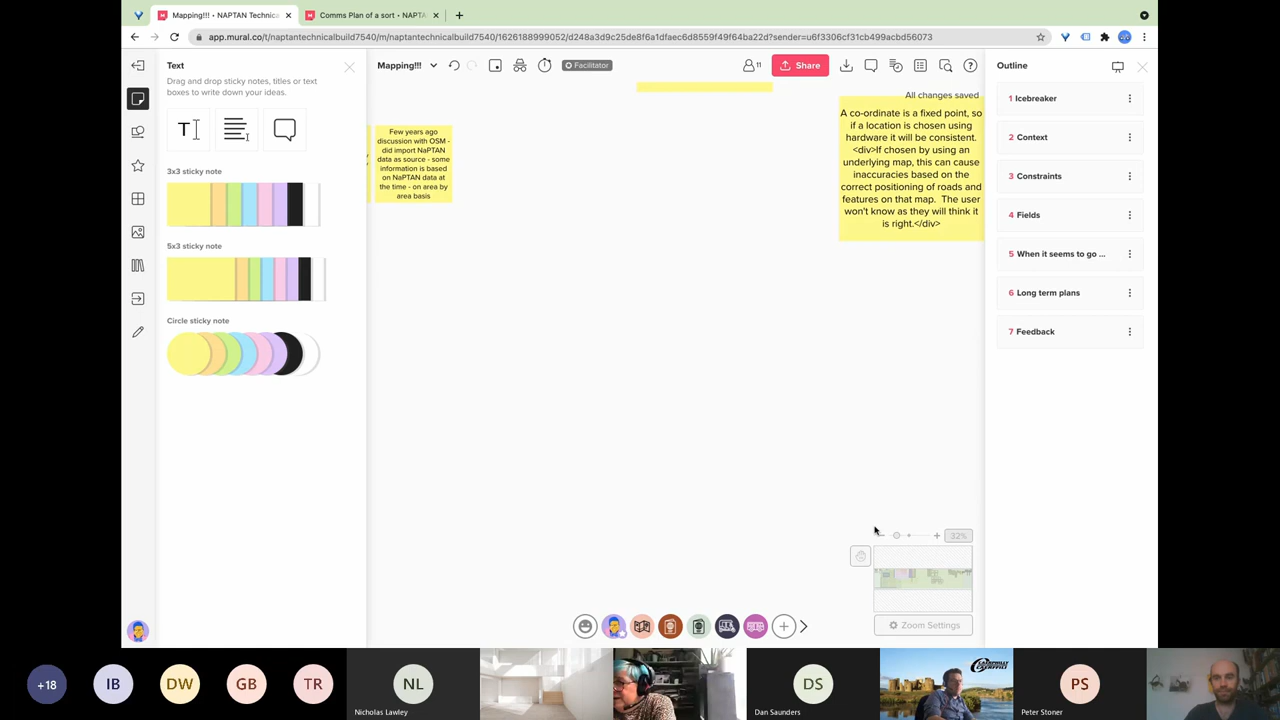 Mapping!!! • NAPTAN Technica
Comms Plan of a sort • NAPTA
app.mural.co/t/naptantechnicalbuild7540/m/naptantechnicalbuild7540/1626188999052/d248a3d9c25de8f6a1dfaec6d8559f49f64ba22d?sender=u6f3306cf31cb499acbd56073
Mapping!!!
Facilitator
11
Share
Text
Drag and drop sticky notes, titles or text
boxes to write down your ideas.
T
3x3 sticky note
5x3 sticky note
Circle sticky note
Few years ago
discussion with OSM -
did import NaPTAN
data as source - some
information is based
on NaPTAN data at
the time - on area by
area basis
All changes saved
A co-ordinate is a fixed point, so
if a location is chosen using
hardware it will be consistent.
<div>If chosen by using an
underlying map, this can cause
inaccuracies based on the
correct positioning of roads and
features on that map. The user
won't know as they will think it
is right.</div>
Outline
1 Icebreaker
2 Context
3 Constraints
4 Fields
5 When it seems to go ...
6 Long term plans
7 Feedback
32%
Zoom Settings
+18
IB
DW
GB
TR
NL
Nicholas Lawley
DS
Dan Saunders
PS
Peter Stoner